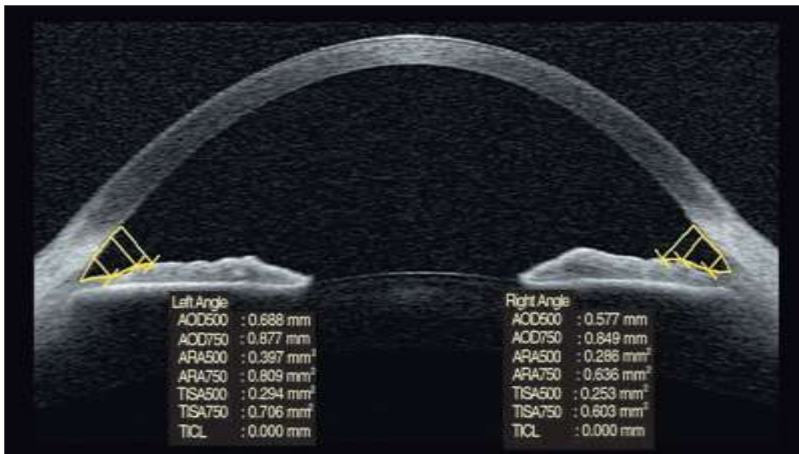 Left Angle
AOD500 : 0.688 mm
AOD750 : 0.877 mm
ARA500 : 0.397 mm²
ARA750 : 0.809 mm²
TISA500 : 0.294 mm²
TISA750 : 0.706 mm²
TICL : 0.000 mm
Right Angle
AOD500 : 0.577 mm
AOD750 : 0.849 mm
ARA500 : 0.286 mm²
ARA750 : 0.636 mm²
TISA500 : 0.253 mm²
TISA750 : 0.603 mm²
TICL : 0.000 mm